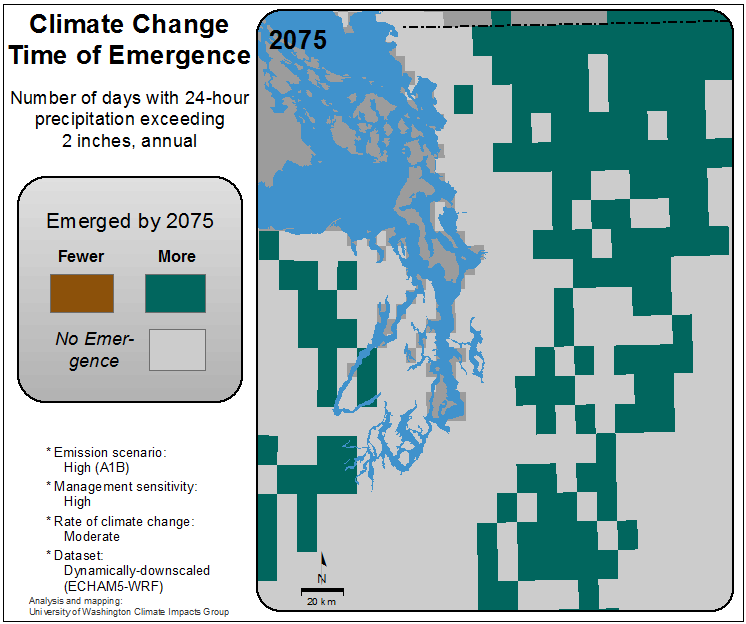 Climate Change
Time of Emergence
Number of days with 24-hour
precipitation exceeding
2 inches, annual
Emerged by 2075
Fewer
More
No Emer-
gence
* Emission scenario:
High (A1B)
* Management sensitivity:
High
* Rate of climate change:
Moderate
* Dataset:
Dynamically-downscaled
(ECHAM5-WRF)
Analysis and mapping:
University of Washington Climate Impacts Group
2075
N
20 km